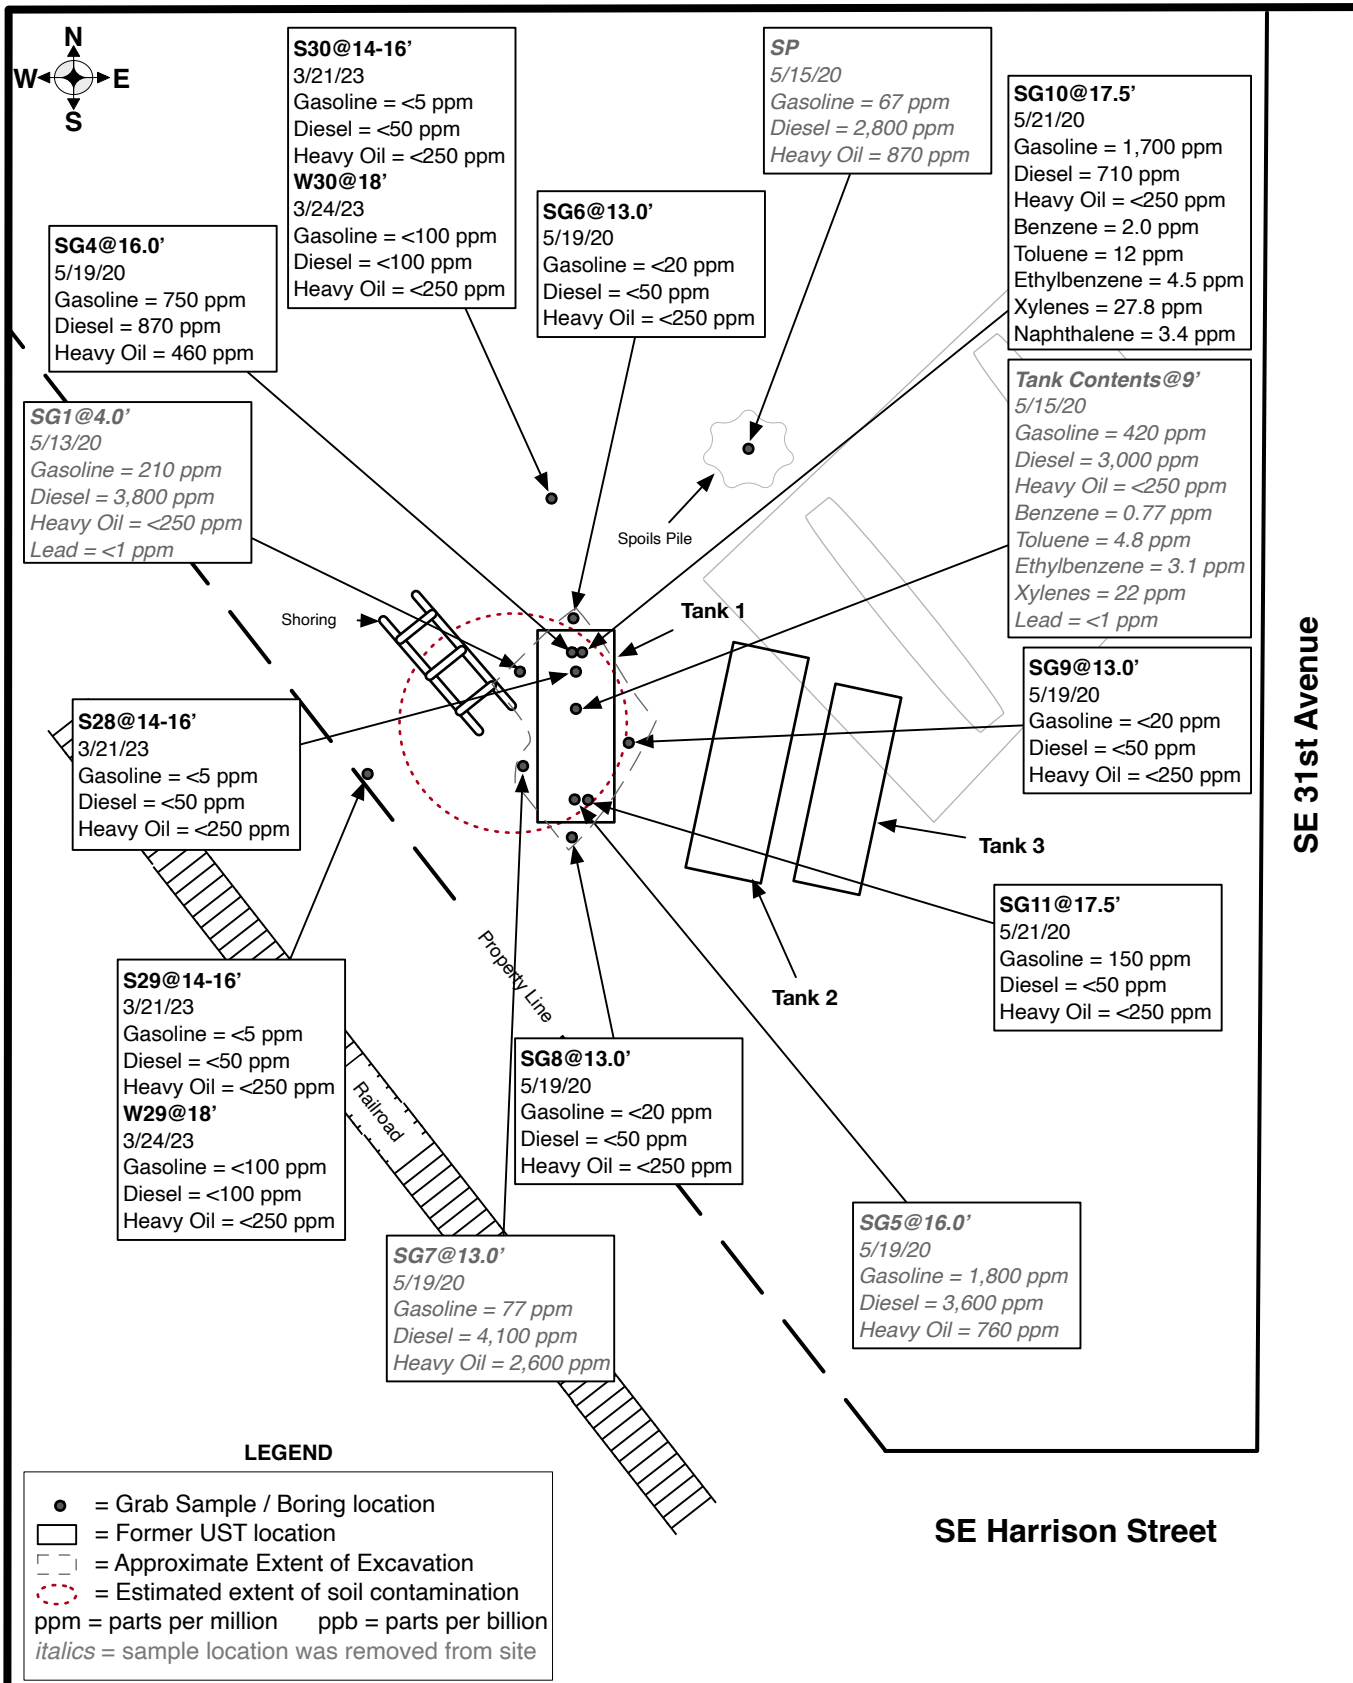 N
W
E
S
S30@14-16'
3/21/23
Gasoline = <5 ppm
Diesel = <50 ppm
Heavy Oil = <250 ppm
W30@18'
3/24/23
Gasoline = <100 ppm
Diesel = <100 ppm
Heavy Oil = <250 ppm
SP
5/15/20
Gasoline = 67 ppm
Diesel = 2,800 ppm
Heavy Oil = 870 ppm
SG10@17.5'
5/21/20
Gasoline = 1,700 ppm
Diesel = 710 ppm
Heavy Oil = <250 ppm
Benzene = 2.0 ppm
Toluene = 12 ppm
Ethylbenzene = 4.5 ppm
Xylenes = 27.8 ppm
Naphthalene = 3.4 ppm
SG6@13.0'
5/19/20
Gasoline = <20 ppm
Diesel = <50 ppm
Heavy Oil = <250 ppm
SG4@16.0'
5/19/20
Gasoline = 750 ppm
Diesel = 870 ppm
Heavy Oil = 460 ppm
Tank Contents@9'
5/15/20
Gasoline = 420 ppm
Diesel = 3,000 ppm
Heavy Oil = <250 ppm
Benzene = 0.77 ppm
Toluene = 4.8 ppm
Ethylbenzene = 3.1 ppm
Xylenes = 22 ppm
Lead = <1 ppm
SG1@4.0'
5/13/20
Gasoline = 210 ppm
Diesel = 3,800 ppm
Heavy Oil = <250 ppm
Lead = <1 ppm
Spoils Pile
Shoring
Tank 1
SE 31st Avenue
SG9@13.0'
5/19/20
Gasoline = <20 ppm
Diesel = <50 ppm
Heavy Oil = <250 ppm
S28@14-16'
3/21/23
Gasoline = <5 ppm
Diesel = <50 ppm
Heavy Oil = <250 ppm
Tank 3
SG11@17.5'
5/21/20
Gasoline = 150 ppm
Diesel = <50 ppm
Heavy Oil = <250 ppm
Tank 2
Property Line
S29@14-16'
3/21/23
Gasoline = <5 ppm
Diesel = <50 ppm
Heavy Oil = <250 ppm
W29@18'
3/24/23
Gasoline = <100 ppm
Diesel = <100 ppm
Heavy Oil = <250 ppm
Railroad
SG8@13.0'
5/19/20
Gasoline = <20 ppm
Diesel = <50 ppm
Heavy Oil = <250 ppm
SG5@16.0'
5/19/20
Gasoline = 1,800 ppm
Diesel = 3,600 ppm
Heavy Oil = 760 ppm
SG7@13.0'
5/19/20
Gasoline = 77 ppm
Diesel = 4,100 ppm
Heavy Oil = 2,600 ppm
SE Harrison Street
LEGEND
= Grab Sample / Boring location
= Former UST location
= Approximate Extent of Excavation
= Estimated extent of soil contamination
ppm = parts per million ppb = parts per billion
italics = sample location was removed from site